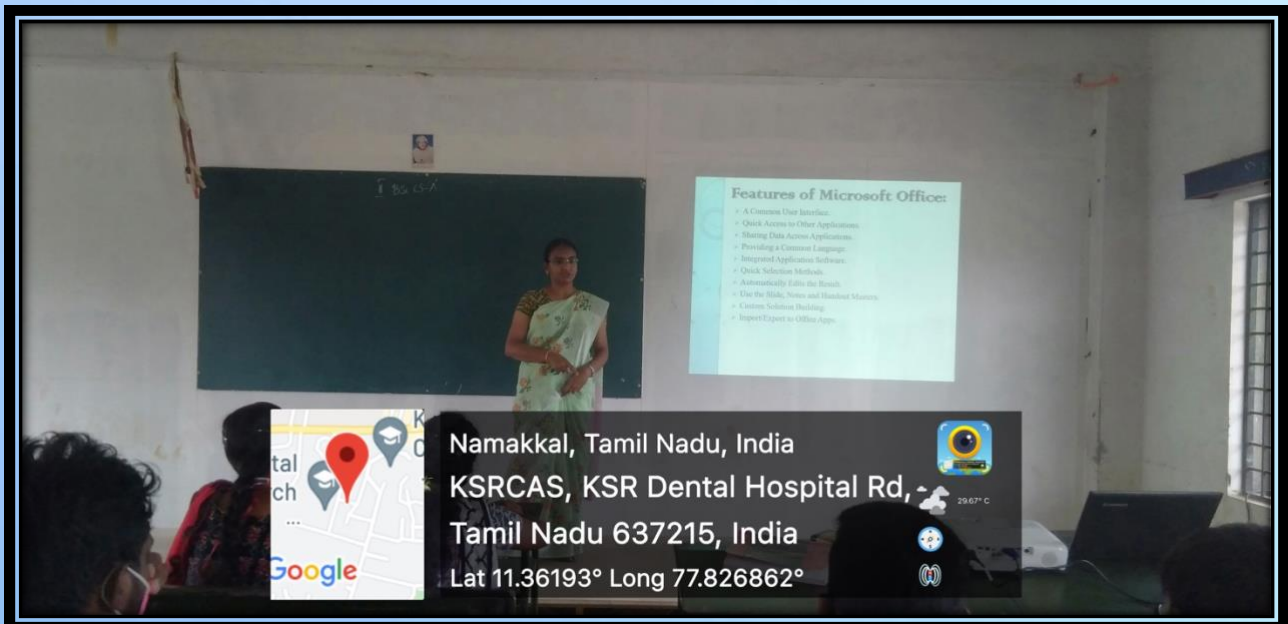 Features of Microsoft Office:
A Common User Interface.
Quick Access to Other Applications.
Sharing Data Across Applications.
Providing a Common Language.
Integrated Application Software.
Quick Selection Methods.
Automatically Edits the Result.
Use the Slide, Notes and Handout Masters.
Custom Solution Building.
Import/Export to Office Apps.
tal
ch
...
K
C
Google
Namakkal, Tamil Nadu, India
KSRCAS, KSR Dental Hospital Rd,
Tamil Nadu 637215, India
Lat 11.36193° Long 77.826862°
29.67° C